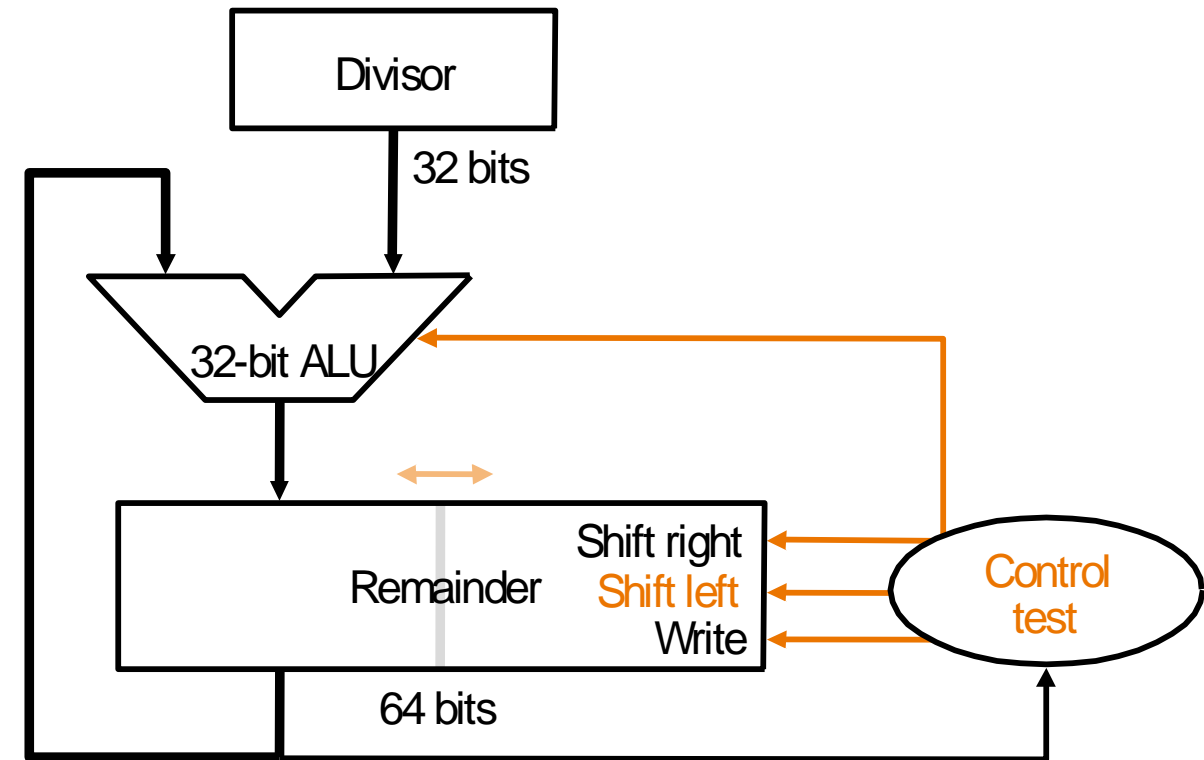 Divisor
32 bits
32-bit ALU
Shift right
Remainder
Shift left
Write
Control
test
64 bits